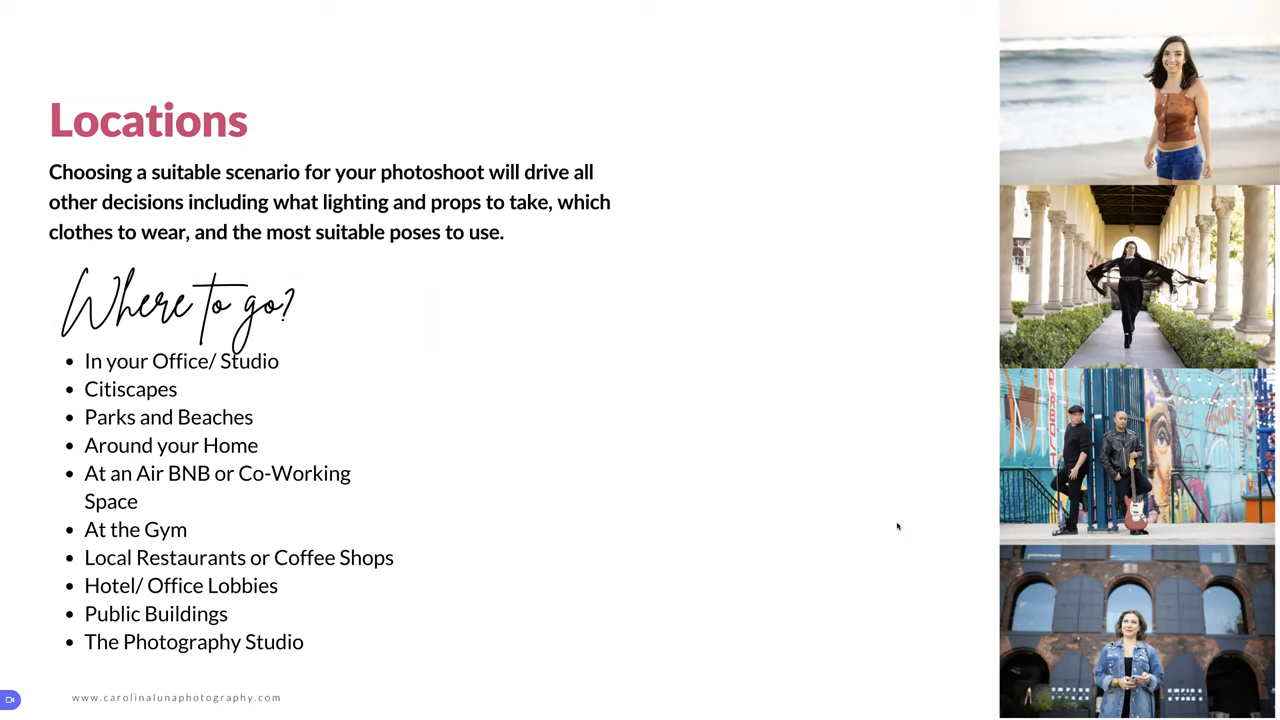 Locations
Choosing a suitable scenario for your photoshoot will drive all
other decisions including what lighting and props to take, which
clothes to wear, and the most suitable poses to use.
Where to go?
• In your Office/ Studio
• Citiscapes
• Parks and Beaches
• Around your Home
• At an Air BNB or Co-Working
Space
• At the Gym
• Local Restaurants or Coffee Shops
• Hotel/ Office Lobbies
• Public Buildings
• The Photography Studio
www.carolinalunaphotography.com
EMPIRE
STORES